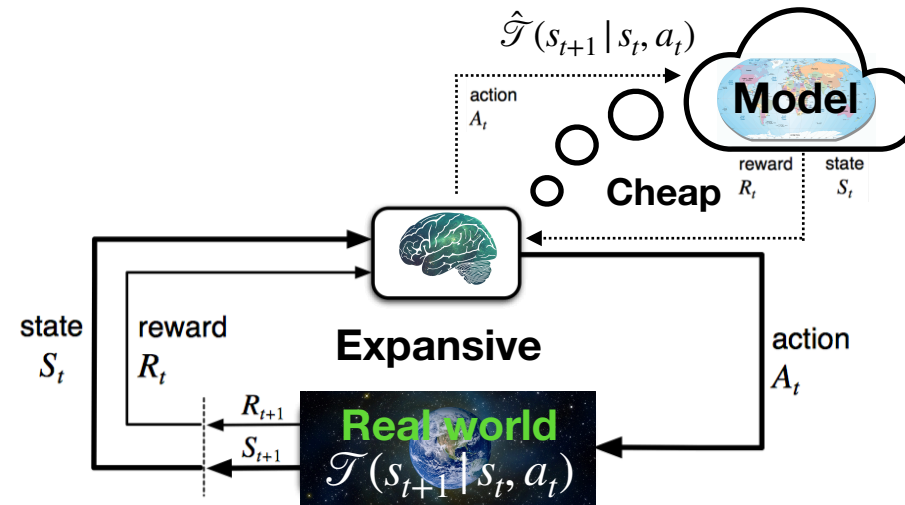 𝒯̂(s_{t+1} | s_t, a_t)
action
A_t
Model
reward
R_t
state
S_t
Cheap
state
S_t
reward
R_t
Expansive
action
A_t
R_{t+1}
S_{t+1}
Real world
𝒯(s_{t+1} | s_t, a_t)